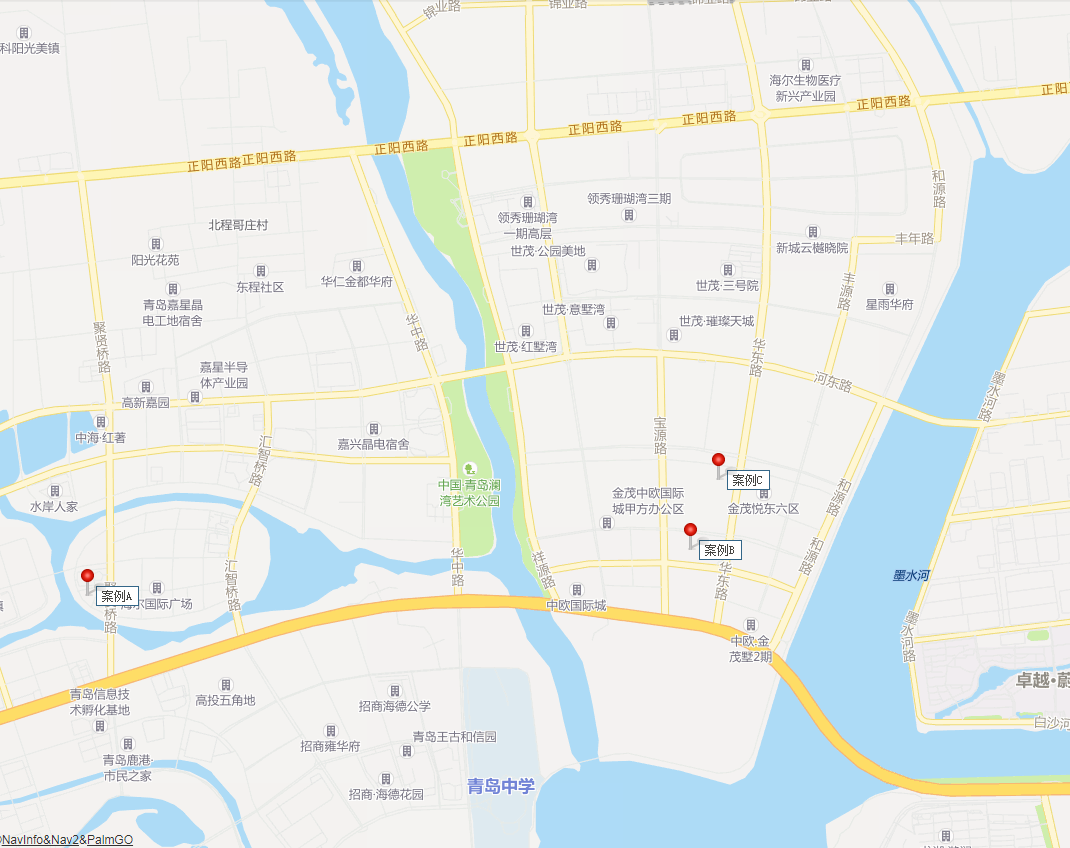 锦业路
锦业路
科阳光美镇
海尔生物医疗
新兴产业园
正阳西路
正阳西路
正阳西路
正阳西路
正阳西路
正阳西路正阳西路
和源路
领秀珊瑚湾三期
领秀珊瑚湾
一期高层
北程哥庄村
新城云樾晓院
丰年路
世茂·公园美地
阳光花苑
华仁金都华府
东程社区
世茂·三号院
丰源路
星雨华府
青岛嘉星晶
电工地宿舍
世茂·意墅湾
世茂·璀璨天城
华中路
聚贤桥路
世茂·红墅湾
华东路
嘉星半导
体产业园
河东路
墨水河路
高新嘉园
中海·红著
宝源路
嘉兴晶电宿舍
汇智桥路
中国·青岛澜
湾艺术公园
案例C
和源路
金茂中欧国际
城甲方办公区
金茂悦东六区
水岸人家
案例B
和源路
华中路
祥源路
汇智桥路
华东路
墨水河
案例A
海尔国际广场
中欧国际城
墨水河路
中欧·金
茂墅2期
卓越·蔚
青岛信息技
术孵化基地
高投五角地
招商海德公学
白沙河
青岛王古和信园
招商雍华府
青岛鹿港·
市民之家
青岛中学
招商·海德花园
©NavInfo&Nav2&PalmGO